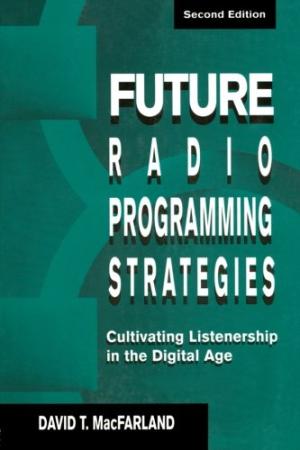 Second Edition
FUTURE
RADIO
PROGRAMMING
STRATEGIES
Cultivating Listenership
in the Digital Age
DAVID T. MacFARLAND